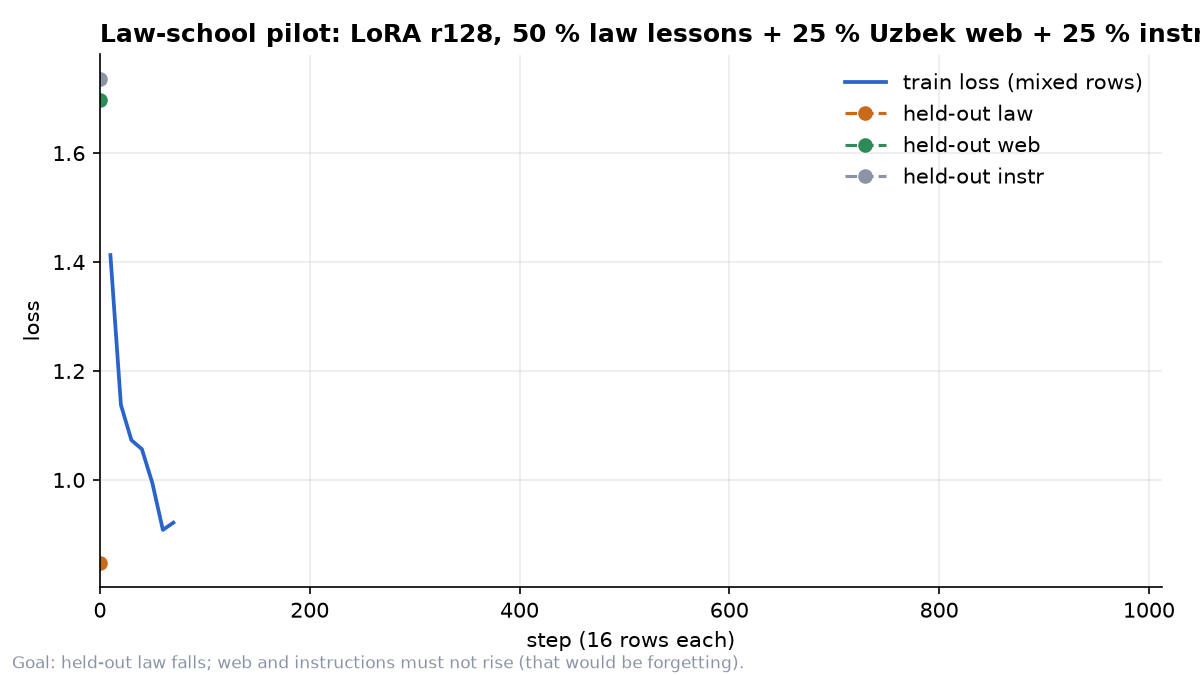 Law-school pilot: LoRA r128, 50 % law lessons + 25 % Uzbek web + 25 % instr
train loss (mixed rows)
held-out law
held-out web
held-out instr
1.6
1.4
1.2
1.0
loss
0 200 400 600 800 1000
step (16 rows each)
Goal: held-out law falls; web and instructions must not rise (that would be forgetting).